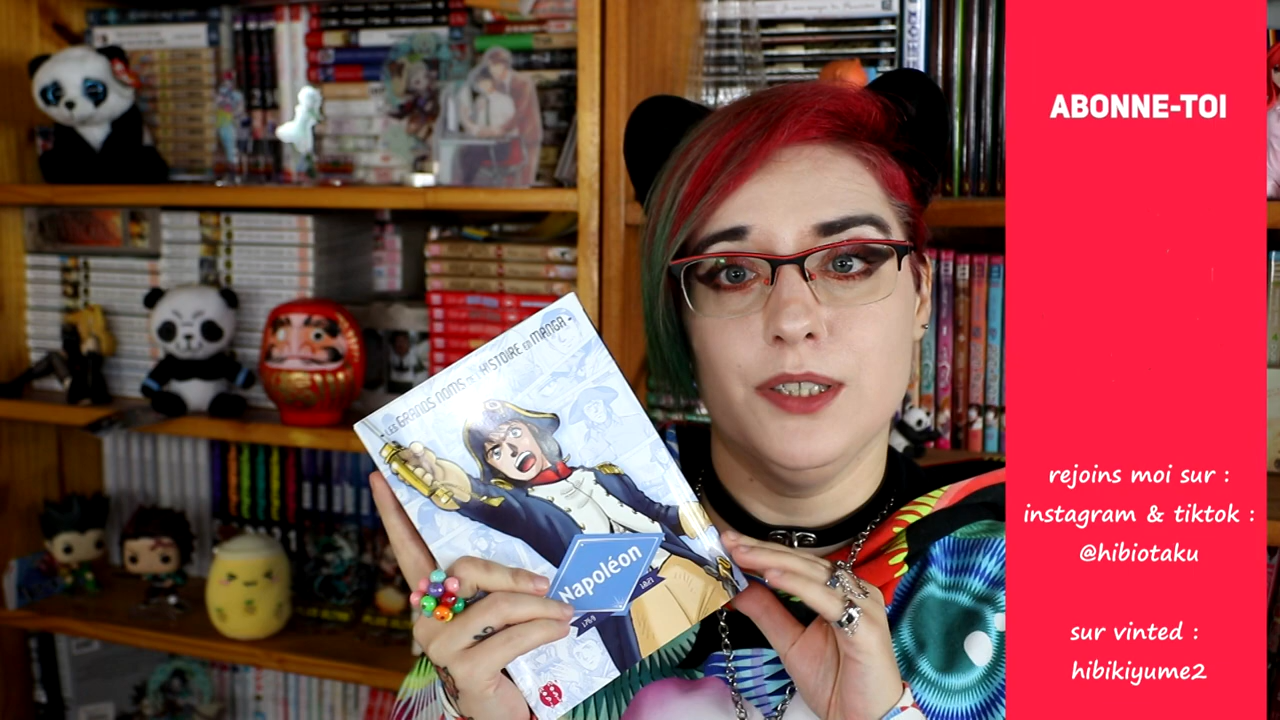 ABONNE-TOI
- LES GRANDS NOMS DE L'HISTOIRE EN MANGA -
Napoléon
1769
1821
rejoins moi sur :
instagram & tiktok :
@hibiotaku
sur vinted :
hibikiyume2